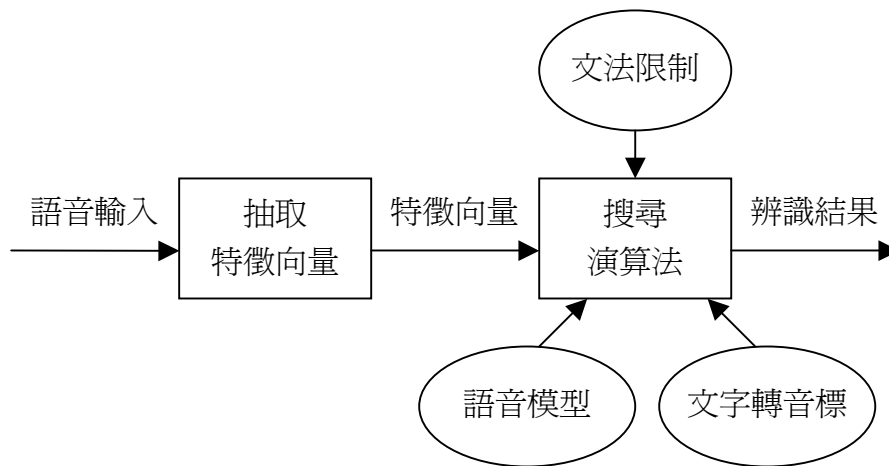 文法限制
語音輸入
抽取
特徵向量
特徵向量
搜尋
演算法
辨識結果
語音模型
文字轉音標